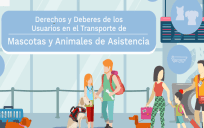 Derechos y Deberes de los
Usuarios en el Transporte de
Mascotas y Animales de Asistencia